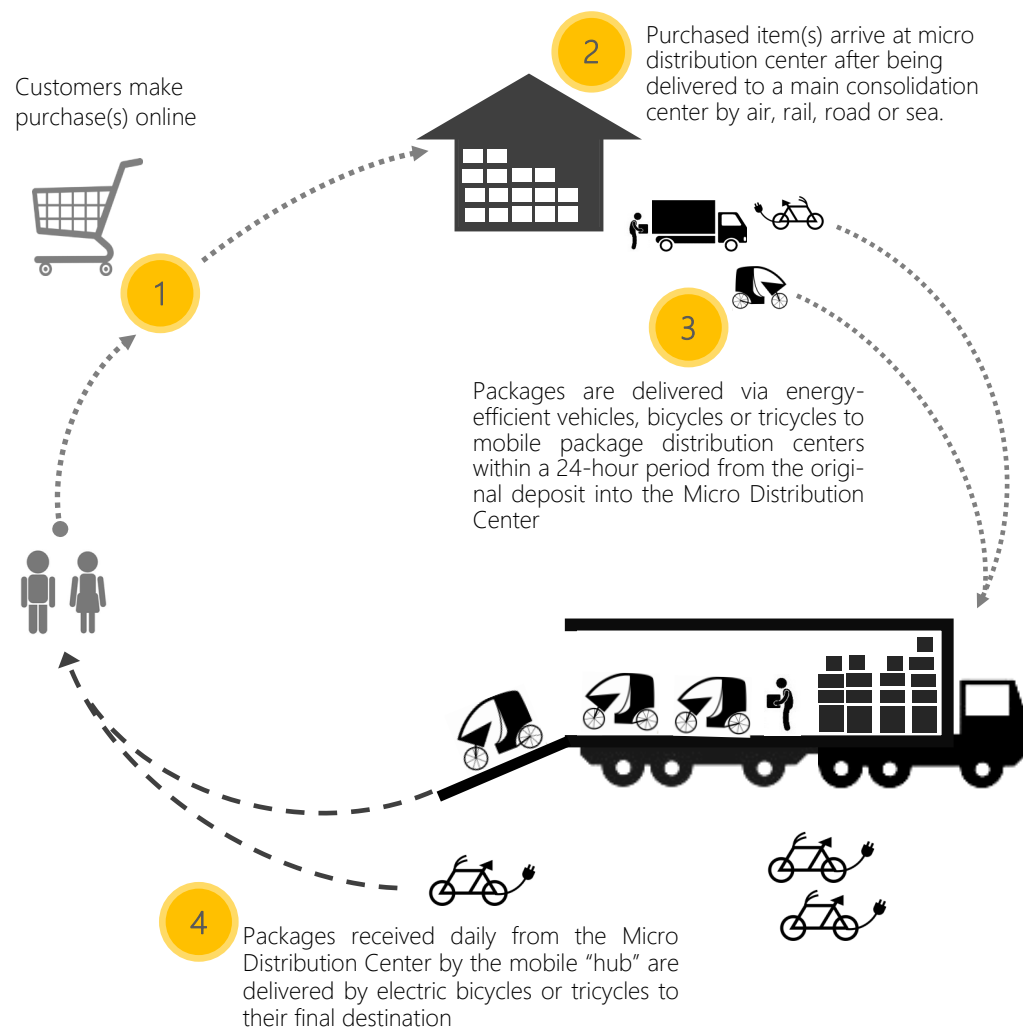 Customers make
purchase(s) online
1
2
Purchased item(s) arrive at micro
distribution center after being
delivered to a main consolidation
center by air, rail, road or sea.
3
Packages are delivered via energy-
efficient vehicles, bicycles or tricycles to
mobile package distribution centers
within a 24-hour period from the origi-
nal deposit into the Micro Distribution
Center
4
Packages received daily from the Micro
Distribution Center by the mobile “hub” are
delivered by electric bicycles or tricycles to
their final destination